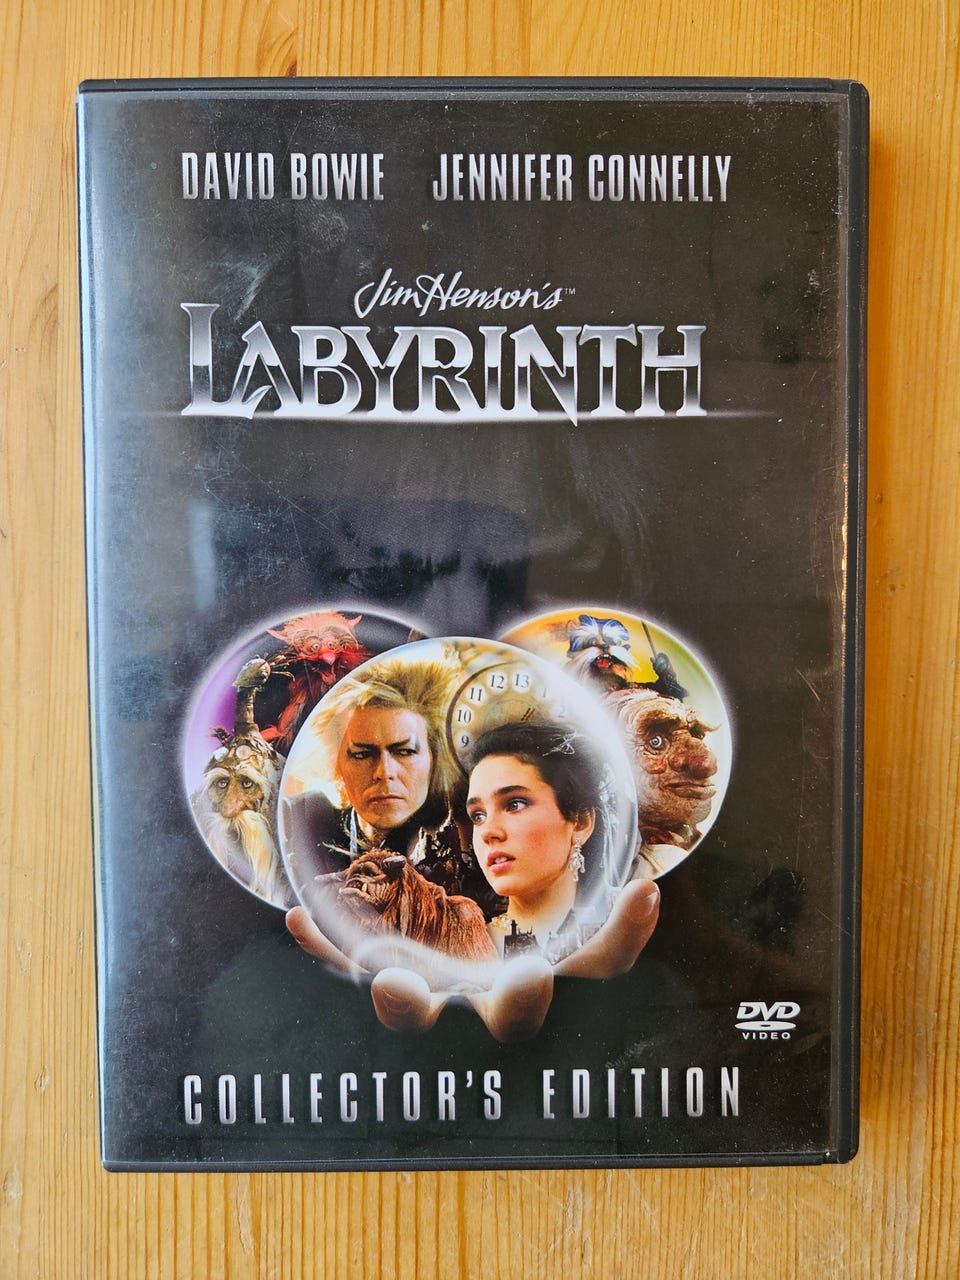 DAVID BOWIE JENNIFER CONNELLY
Jim Henson's™
LABYRINTH
12 13
11
10
9
DVD
VIDEO
COLLECTOR'S EDITION